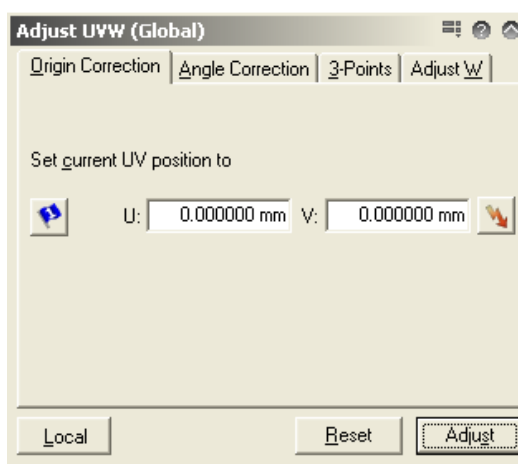 Adjust UVW (Global)
Origin Correction Angle Correction 3-Points Adjust W
Set current UV position to
1 U: 0.000000 mm V: 0.000000 mm
Local Reset Adjust